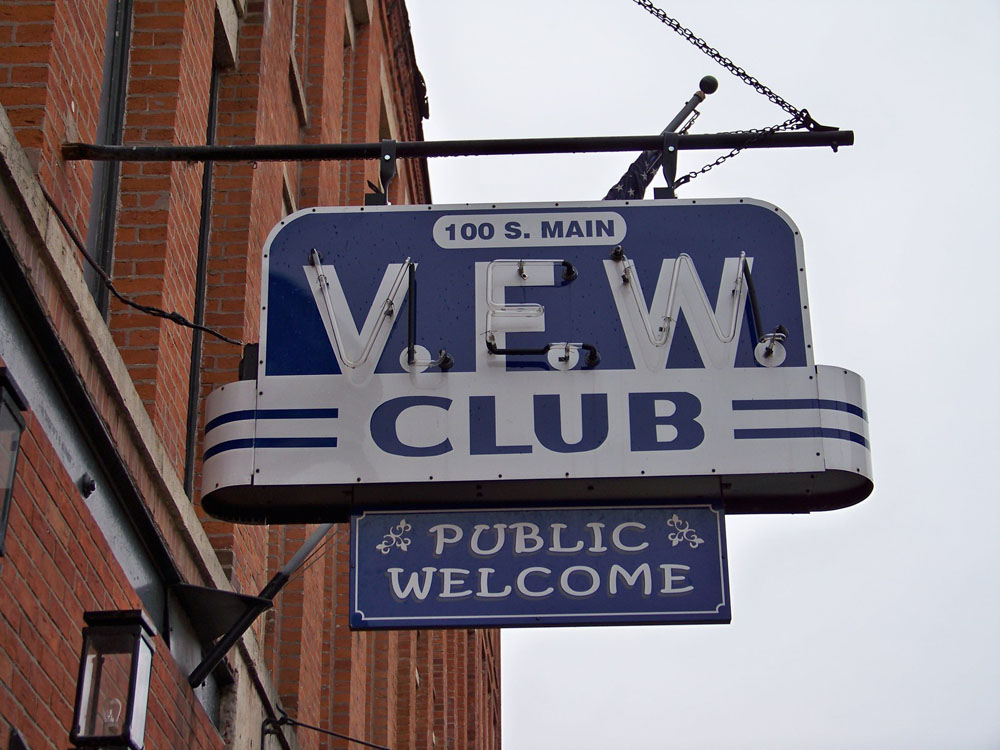 100 S. MAIN
V.F.W.
CLUB
PUBLIC
WELCOME